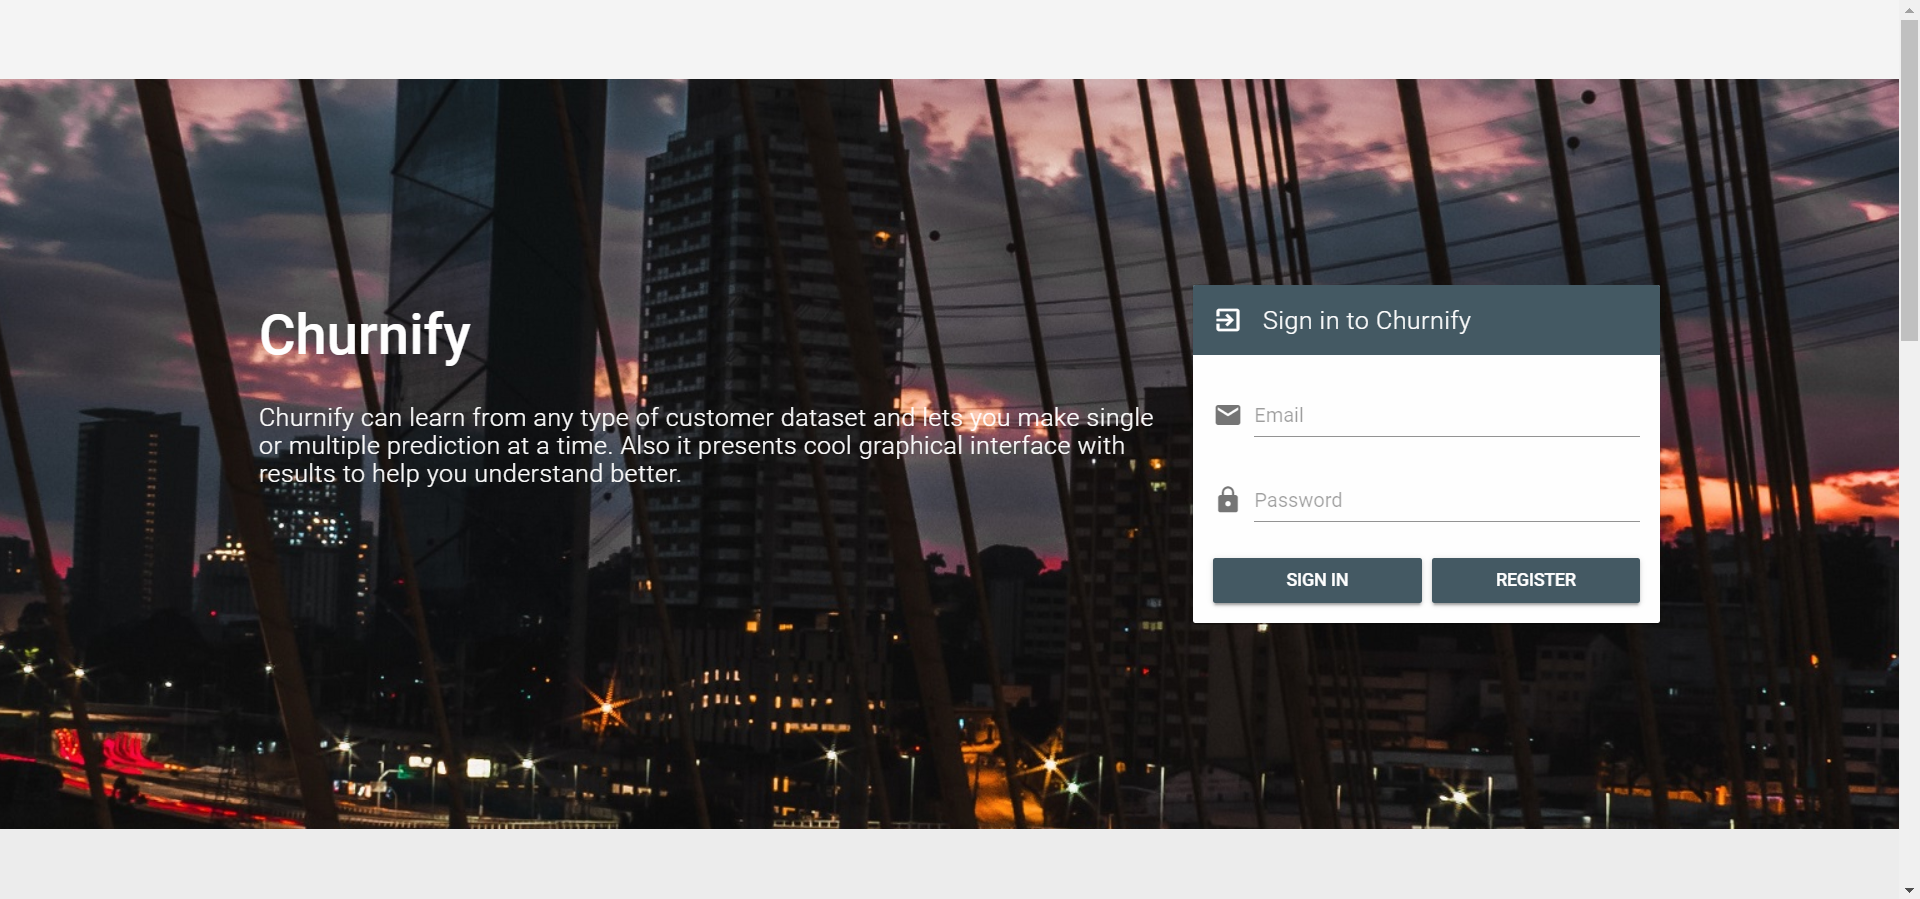 Churnify
Churnify can learn from any type of customer dataset and lets you make single
or multiple prediction at a time. Also it presents cool graphical interface with
results to help you understand better.
Sign in to Churnify
Email
Password
SIGN IN
REGISTER